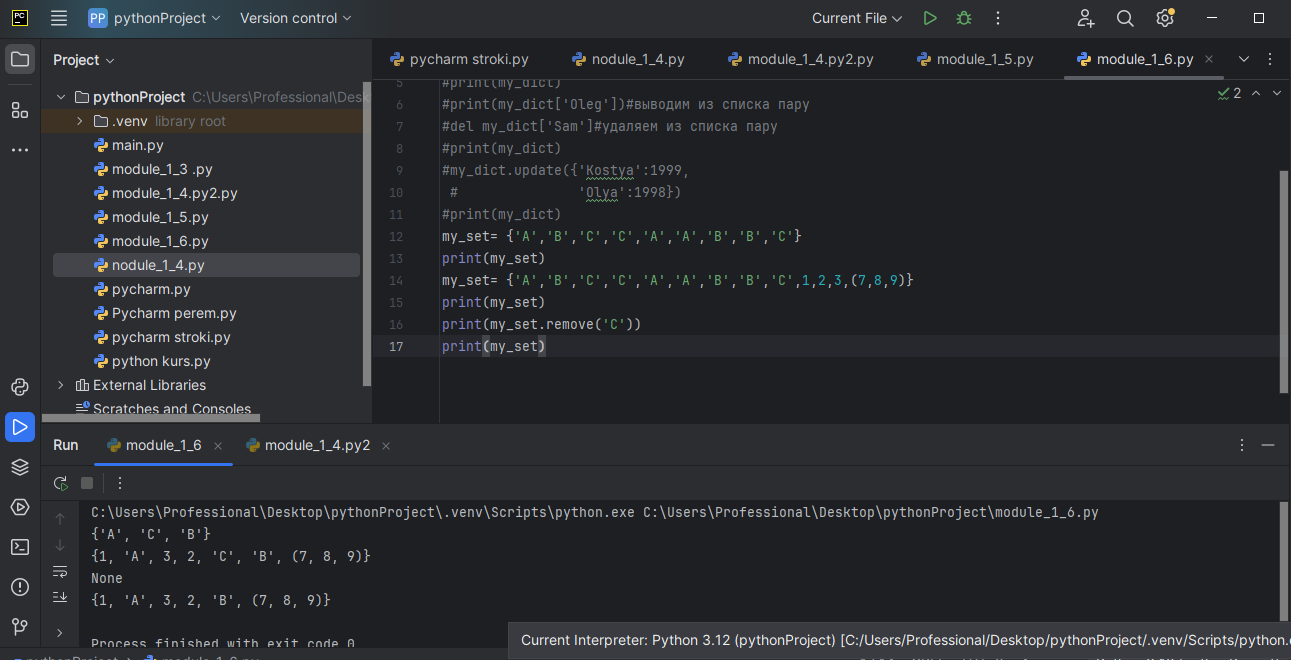 PC
PP pythonProject Version control Current File
Project
pycharm stroki.py nodule_1_4.py module_1_4.py2.py module_1_5.py module_1_6.py
pythonProject C:\Users\Professional\Desk
.venv library root
main.py
module_1_3 .py
module_1_4.py2.py
module_1_5.py
module_1_6.py
nodule_1_4.py
pycharm.py
Pycharm perem.py
pycharm stroki.py
python kurs.py
External Libraries
Scratches and Consoles
2
5 #print(my_dict)
6 #print(my_dict['Oleg'])#выводим из списка пару
7 #del my_dict['Sam']#удаляем из списка пару
8 #print(my_dict)
9 #my_dict.update({'Kostya':1999,
10 # 'Olya':1998})
11 #print(my_dict)
12 my_set= {'A','B','C','C','A','A','B','B','C'}
13 print(my_set)
14 my_set= {'A','B','C','C','A','A','B','B','C',1,2,3,(7,8,9)}
15 print(my_set)
16 print(my_set.remove('C'))
17 print(my_set)
Run module_1_6 module_1_4.py2
C:\Users\Professional\Desktop\pythonProject\.venv\Scripts\python.exe C:\Users\Professional\Desktop\pythonProject\module_1_6.py
{'A', 'C', 'B'}
{1, 'A', 3, 2, 'C', 'B', (7, 8, 9)}
None
{1, 'A', 3, 2, 'B', (7, 8, 9)}
Process finished with exit code 0
Current Interpreter: Python 3.12 (pythonProject) [C:/Users/Professional/Desktop/pythonProject/.venv/Scripts/python.
pythonProject module_1_6.py